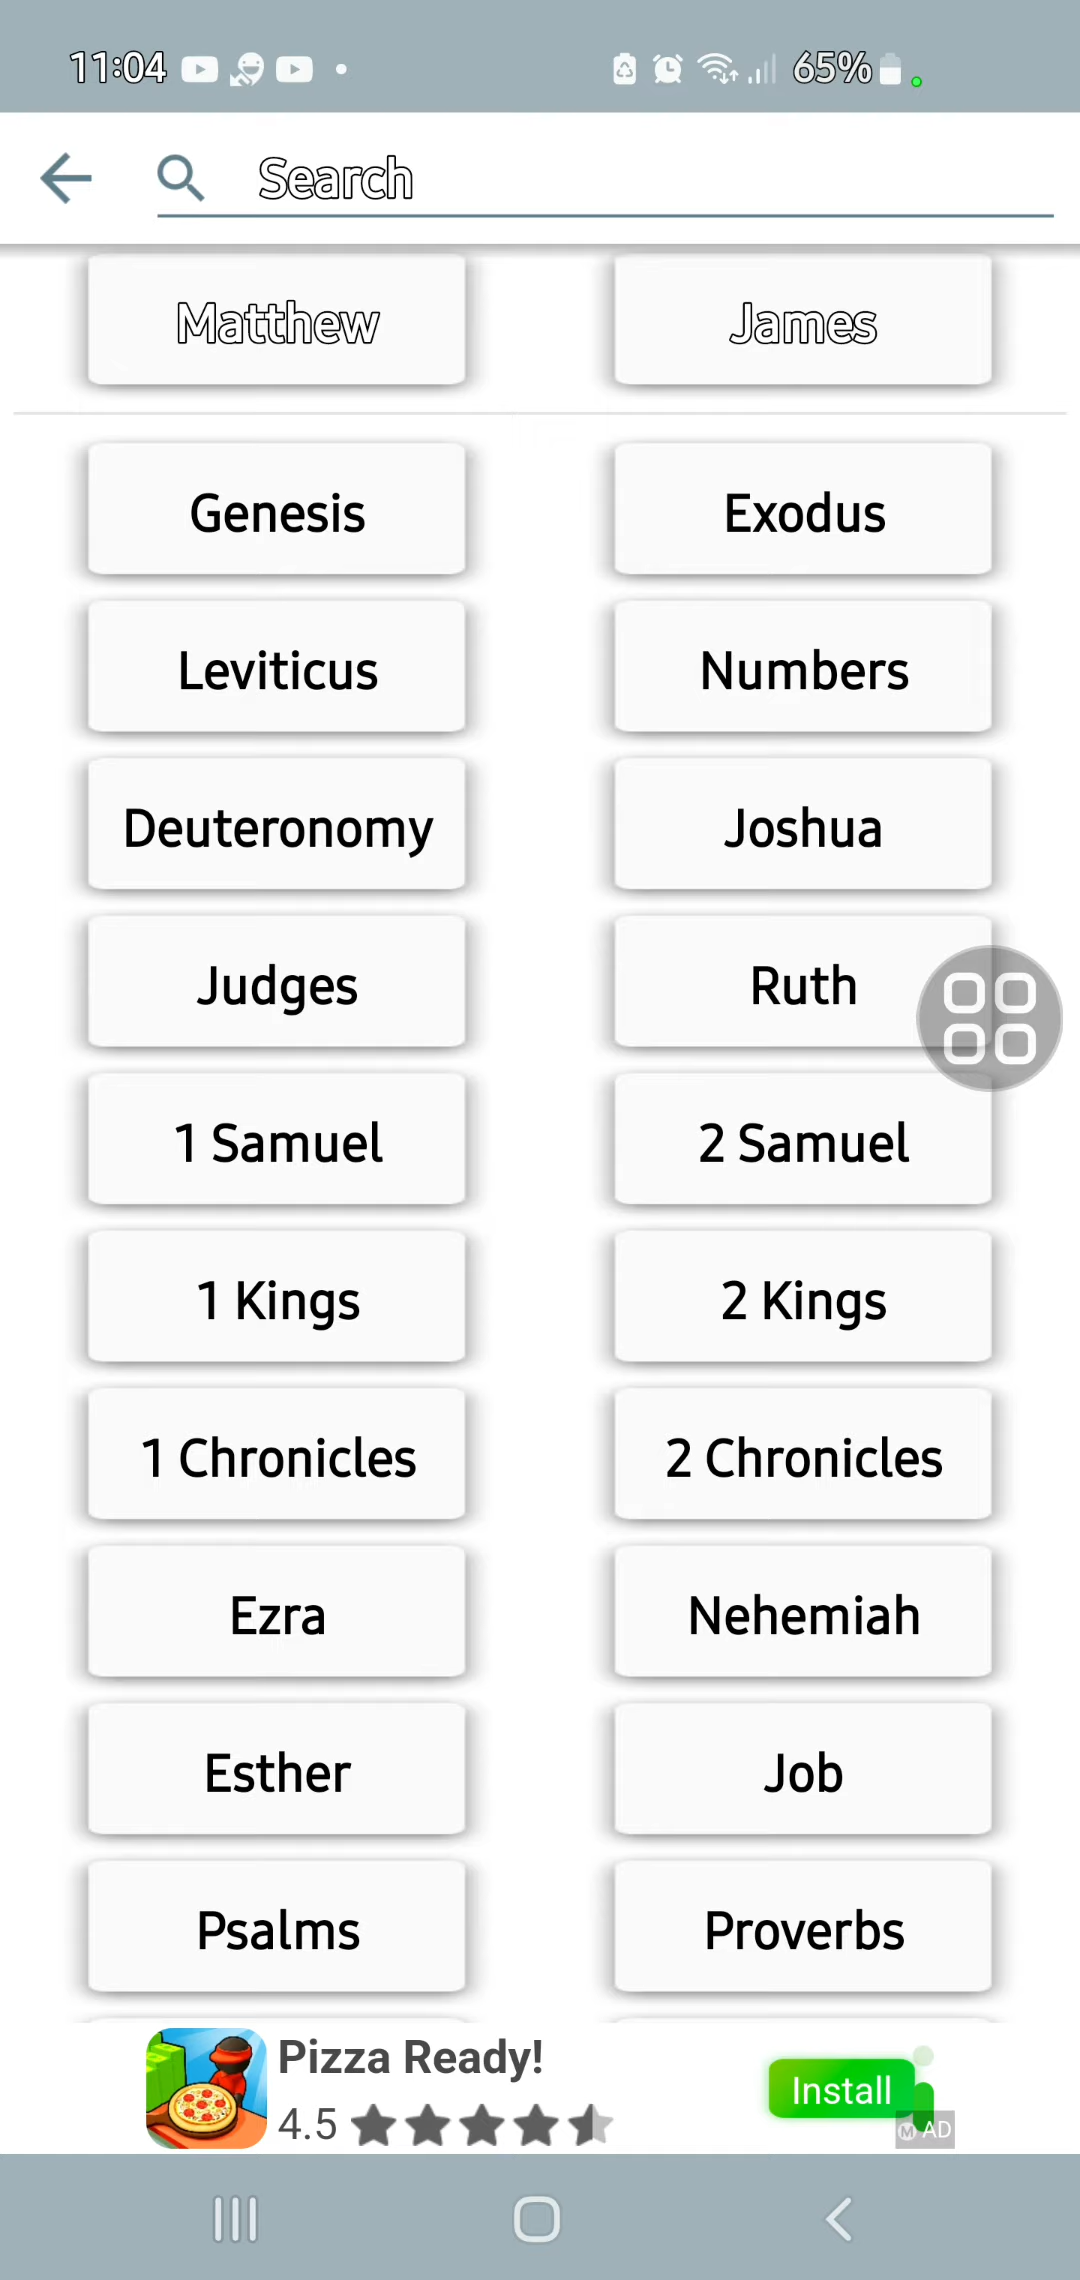 11:04 65%
Search
Matthew James
Genesis Exodus
Leviticus Numbers
Deuteronomy Joshua
Judges Ruth
1 Samuel 2 Samuel
1 Kings 2 Kings
1 Chronicles 2 Chronicles
Ezra Nehemiah
Esther Job
Psalms Proverbs
Pizza Ready!
4.5
Install
M AD